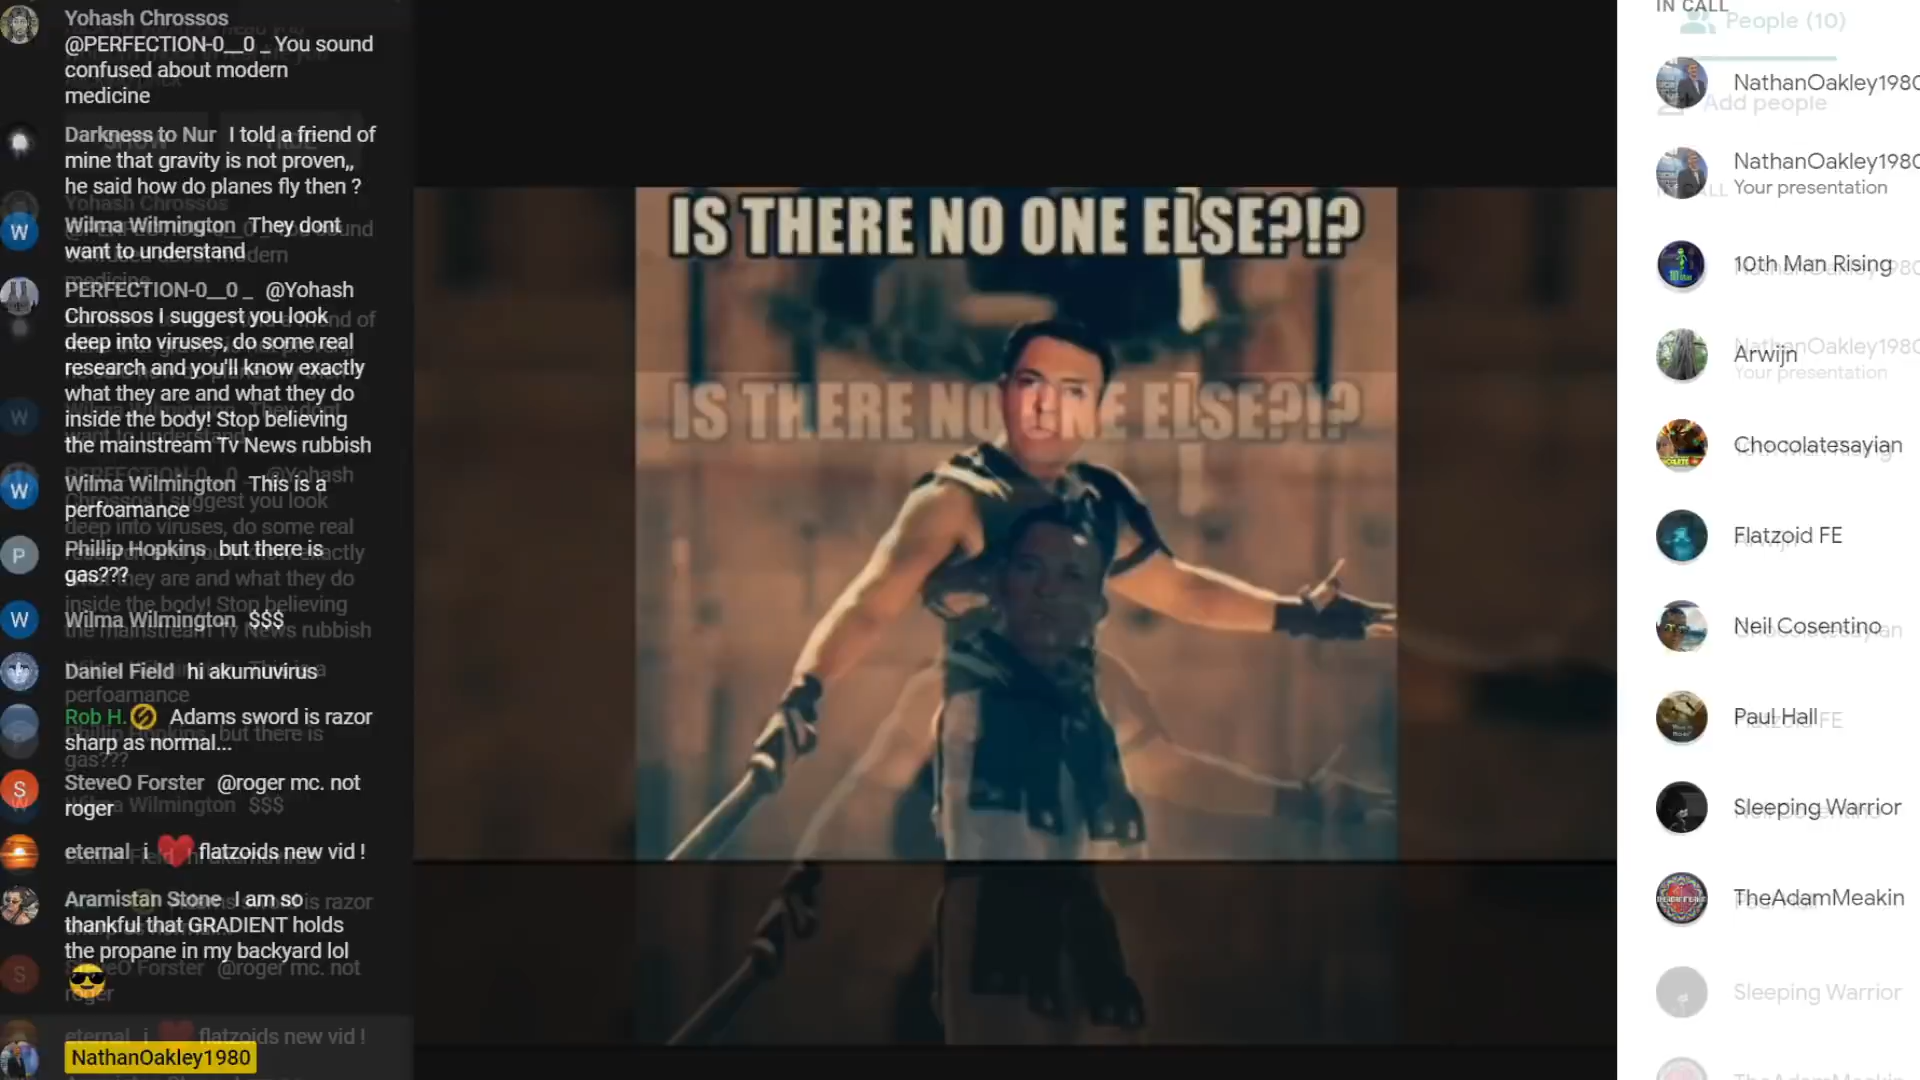 Yohash Chrossos
@PERFECTION-0__0 _ You sound
confused about modern
medicine
Darkness to Nur I told a friend of
mine that gravity is not proven,,
he said how do planes fly then ?
Wilma Wilmington They dont
want to understand
PERFECTION-0__0 _ @Yohash
Chrossos I suggest you look
deep into viruses, do some real
research and you'll know exactly
what they are and what they do
inside the body! Stop believing
the mainstream Tv News rubbish
Wilma Wilmington This is a
perfoamance
Phillip Hopkins but there is
gas???
Wilma Wilmington $$$
Daniel Field hi akumuvirus
Rob H. Adams sword is razor
sharp as normal...
SteveO Forster @roger mc. not
roger
eternal i ❤️ flatzoids new vid !
Aramistan Stone I am so
thankful that GRADIENT holds
the propane in my backyard lol
😎
NathanOakley1980
IS THERE NO ONE ELSE?!?
IS THERE NO ONE ELSE?!?
IN CALL
People (10)
NathanOakley1980
Add people
NathanOakley1980
Your presentation
10th Man Rising
Arwijn
Chocolatesayian
Flatzoid FE
Neil Cosentino
Paul Hall
Sleeping Warrior
TheAdamMeakin
Sleeping Warrior